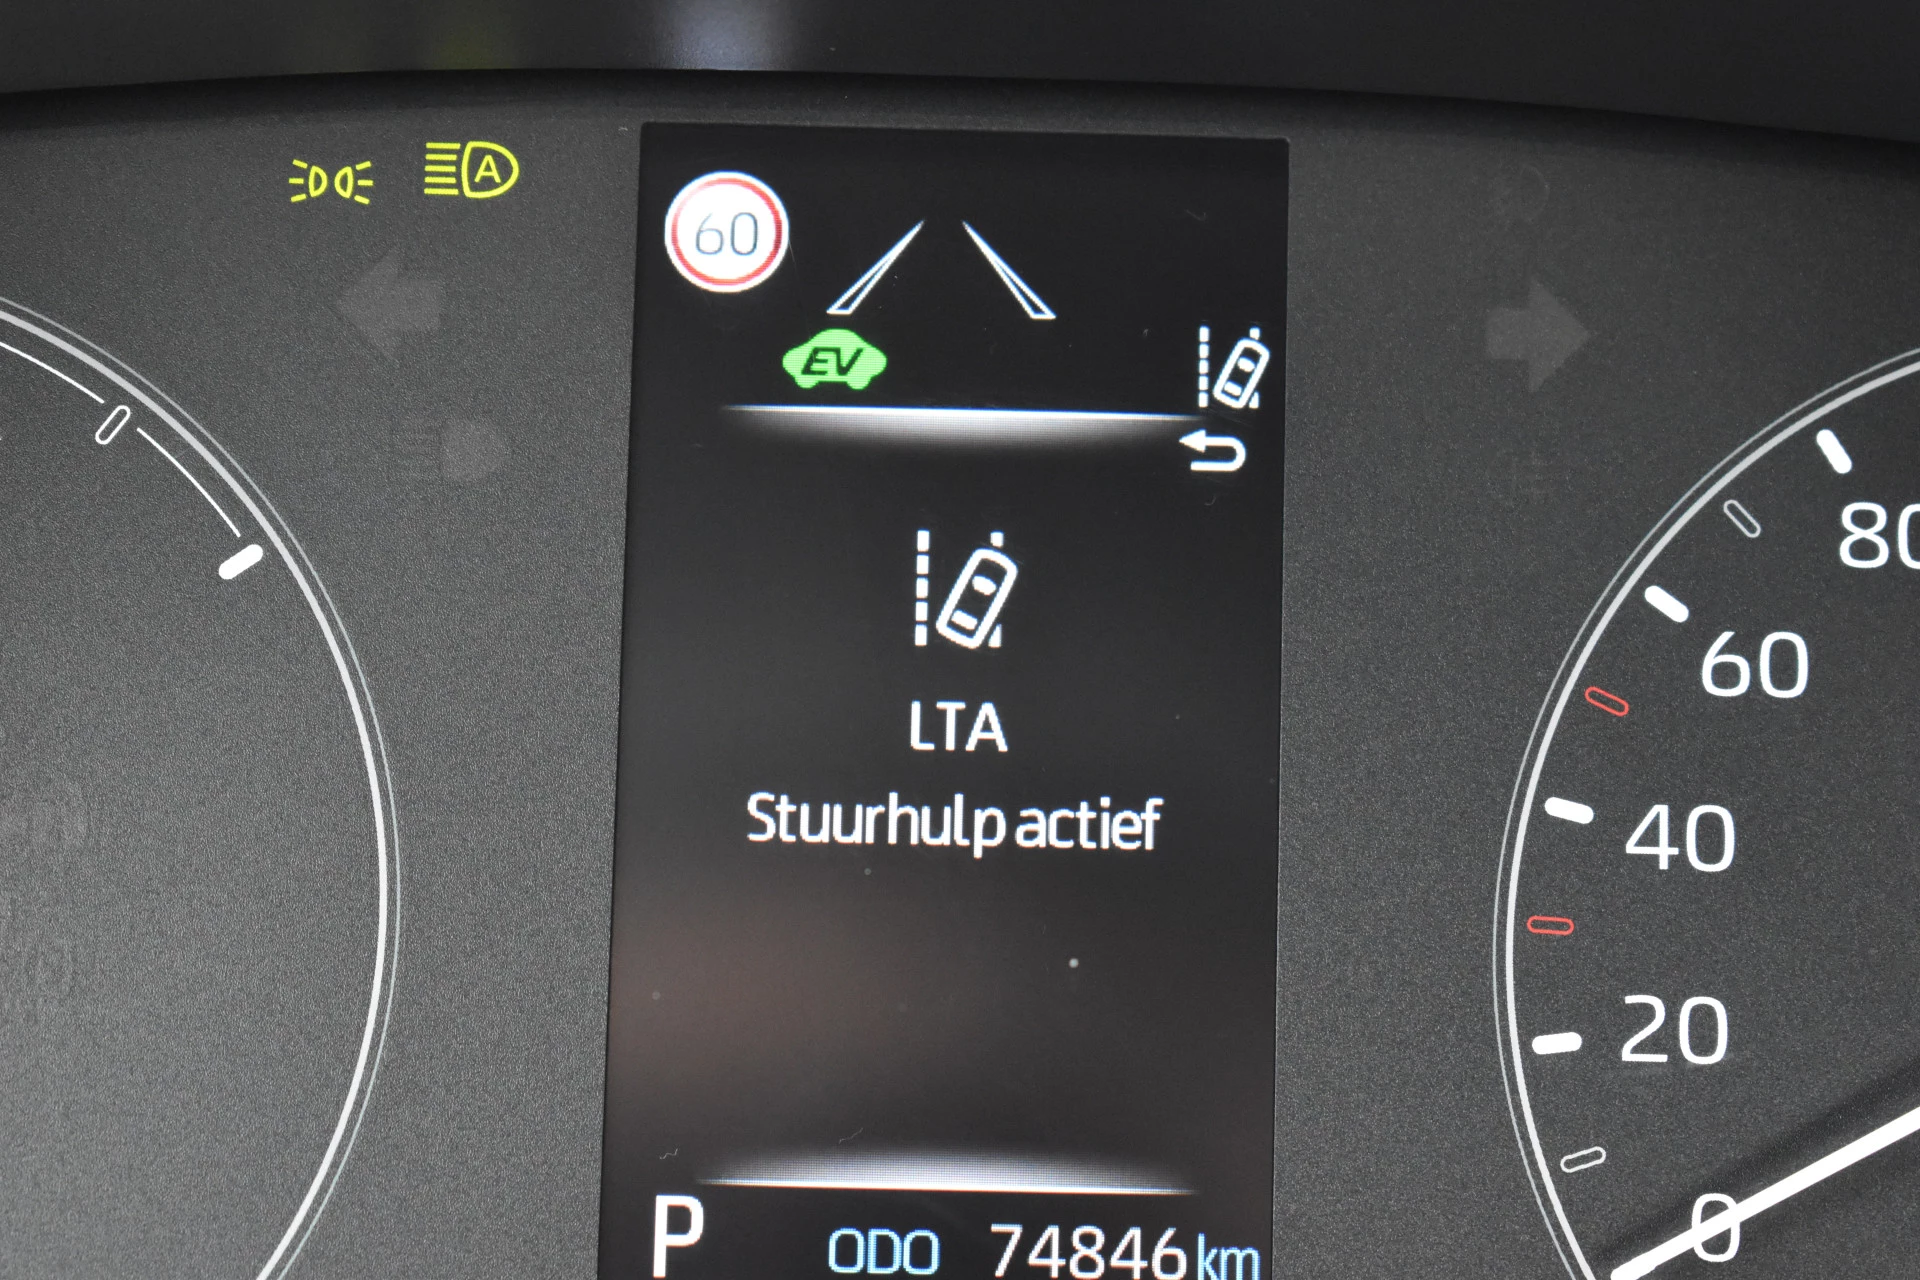 A
60
EV
80
60
LTA
Stuurhulp actief
40
20
0
P ODO 74846 km